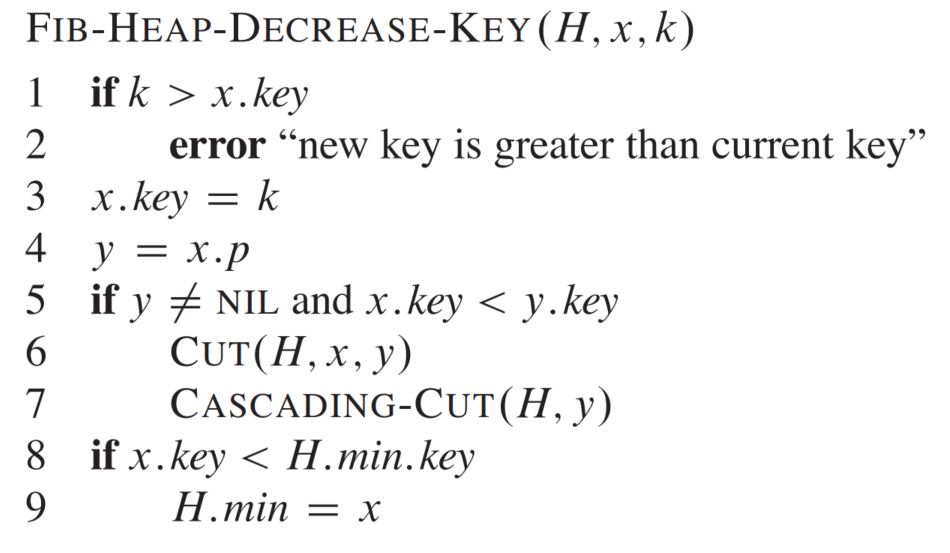 FIB-HEAP-DECREASE-KEY(H, x, k)
1 if k > x.key
2 error “new key is greater than current key”
3 x.key = k
4 y = x.p
5 if y ≠ NIL and x.key < y.key
6 CUT(H, x, y)
7 CASCADING-CUT(H, y)
8 if x.key < H.min.key
9 H.min = x